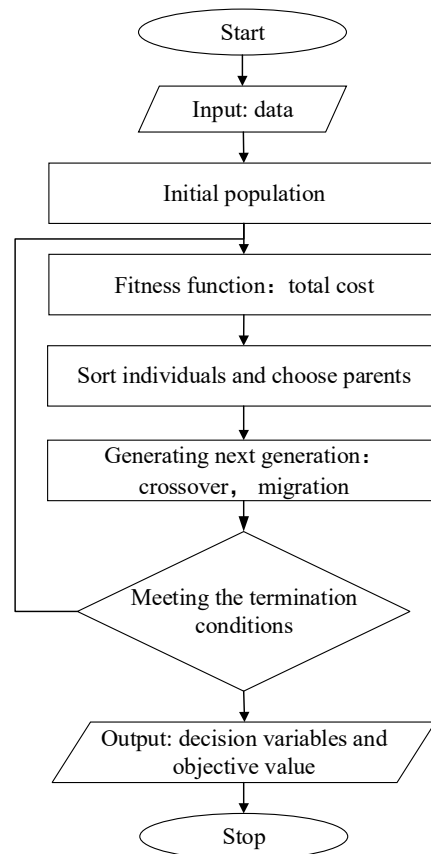 Start
Input: data
Initial population
Fitness function：total cost
Sort individuals and choose parents
Generating next generation：
crossover， migration
Meeting the termination
conditions
Output: decision variables and
objective value
Stop